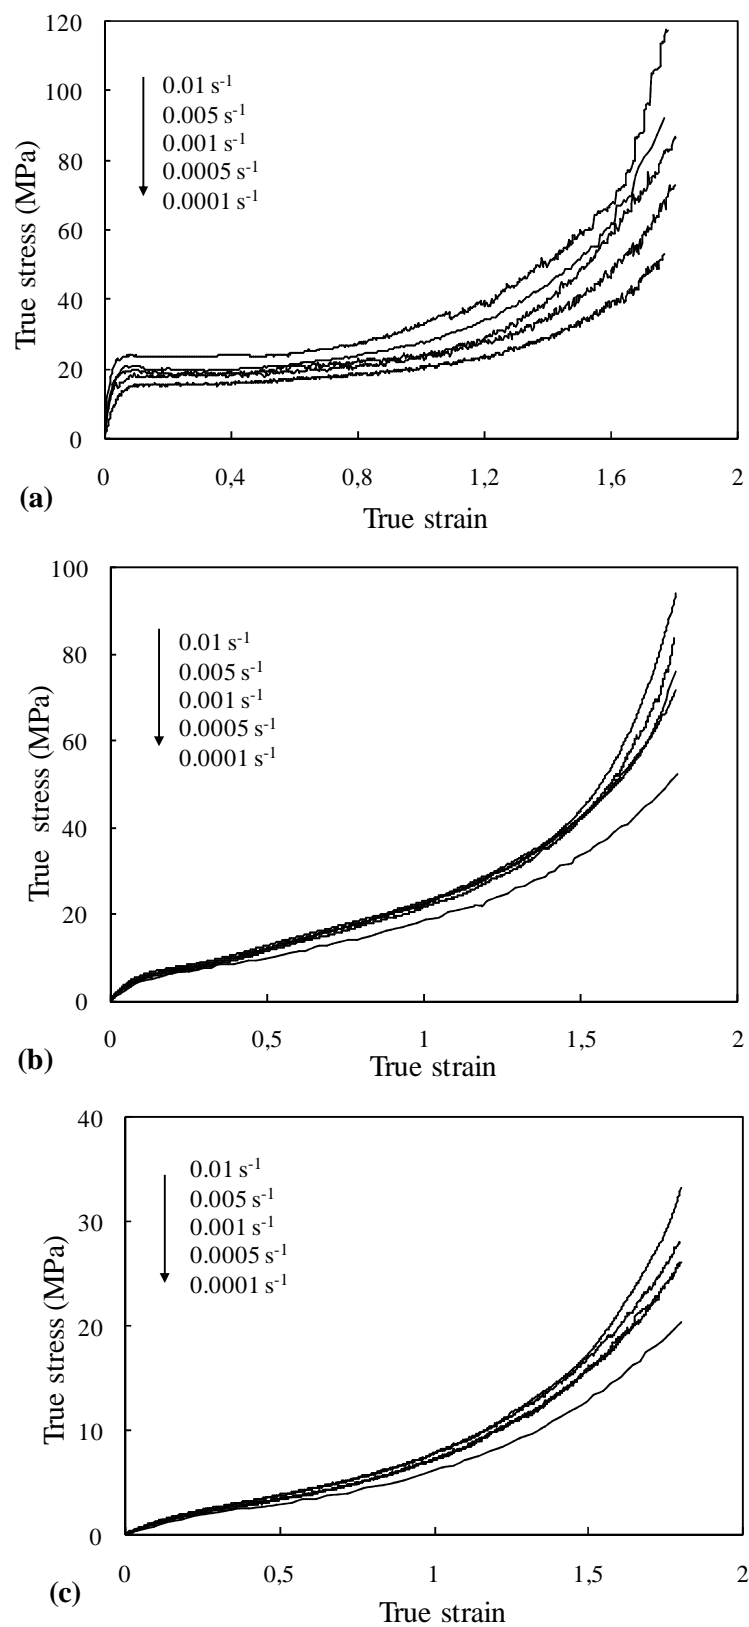 120
100
80
60
40
20
0
True stress (MPa)
0.01 s-1
0.005 s-1
0.001 s-1
0.0005 s-1
0.0001 s-1
0 0,4 0,8 1,2 1,6 2
(a)
True strain
100
80
60
40
20
0
True stress (MPa)
0.01 s-1
0.005 s-1
0.001 s-1
0.0005 s-1
0.0001 s-1
0 0,5 1 1,5 2
(b)
True strain
40
30
20
10
0
True stress (MPa)
0.01 s-1
0.005 s-1
0.001 s-1
0.0005 s-1
0.0001 s-1
0 0,5 1 1,5 2
(c)
True strain